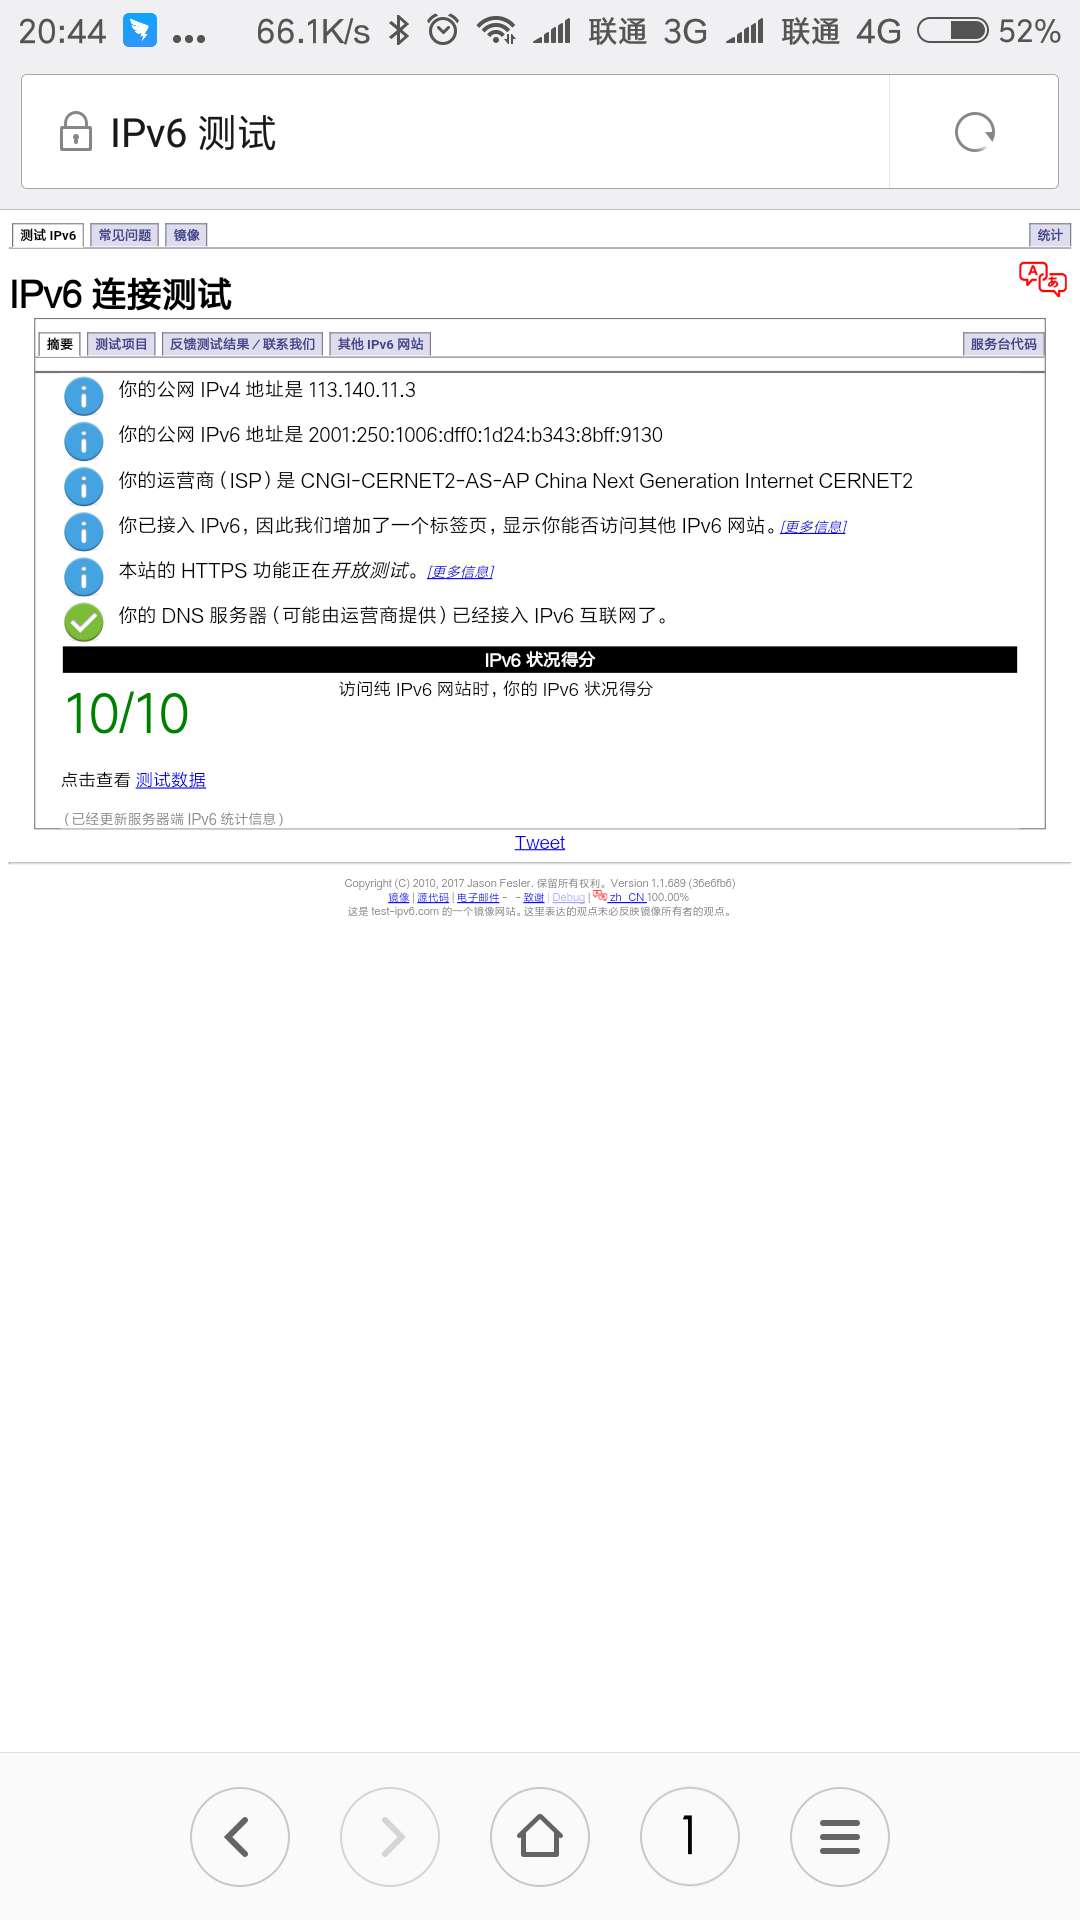 20:44 ... 66.1K/s 联通 3G 联通 4G 52%
IPv6 测试
测试 IPv6 常见问题 镜像 统计
IPv6 连接测试
摘要 测试项目 反馈测试结果／联系我们 其他 IPv6 网站 服务台代码
你的公网 IPv4 地址是 113.140.11.3
你的公网 IPv6 地址是 2001:250:1006:dff0:1d24:b343:8bff:9130
你的运营商（ISP）是 CNGI-CERNET2-AS-AP China Next Generation Internet CERNET2
你已接入 IPv6，因此我们增加了一个标签页，显示你能否访问其他 IPv6 网站。[更多信息]
本站的 HTTPS 功能正在开放测试。[更多信息]
你的 DNS 服务器（可能由运营商提供）已经接入 IPv6 互联网了。
IPv6 状况得分
10/10 访问纯 IPv6 网站时，你的 IPv6 状况得分
点击查看 测试数据
（已经更新服务器端 IPv6 统计信息）
Tweet
Copyright (C) 2010, 2017 Jason Fesler. 保留所有权利。Version 1.1.689 (36e6fb6)
镜像 | 源代码 | 电子邮件 - - 致谢 | Debug | zh_CN 100.00%
这是 test-ipv6.com 的一个镜像网站。这里表达的观点未必反映镜像所有者的观点。
1